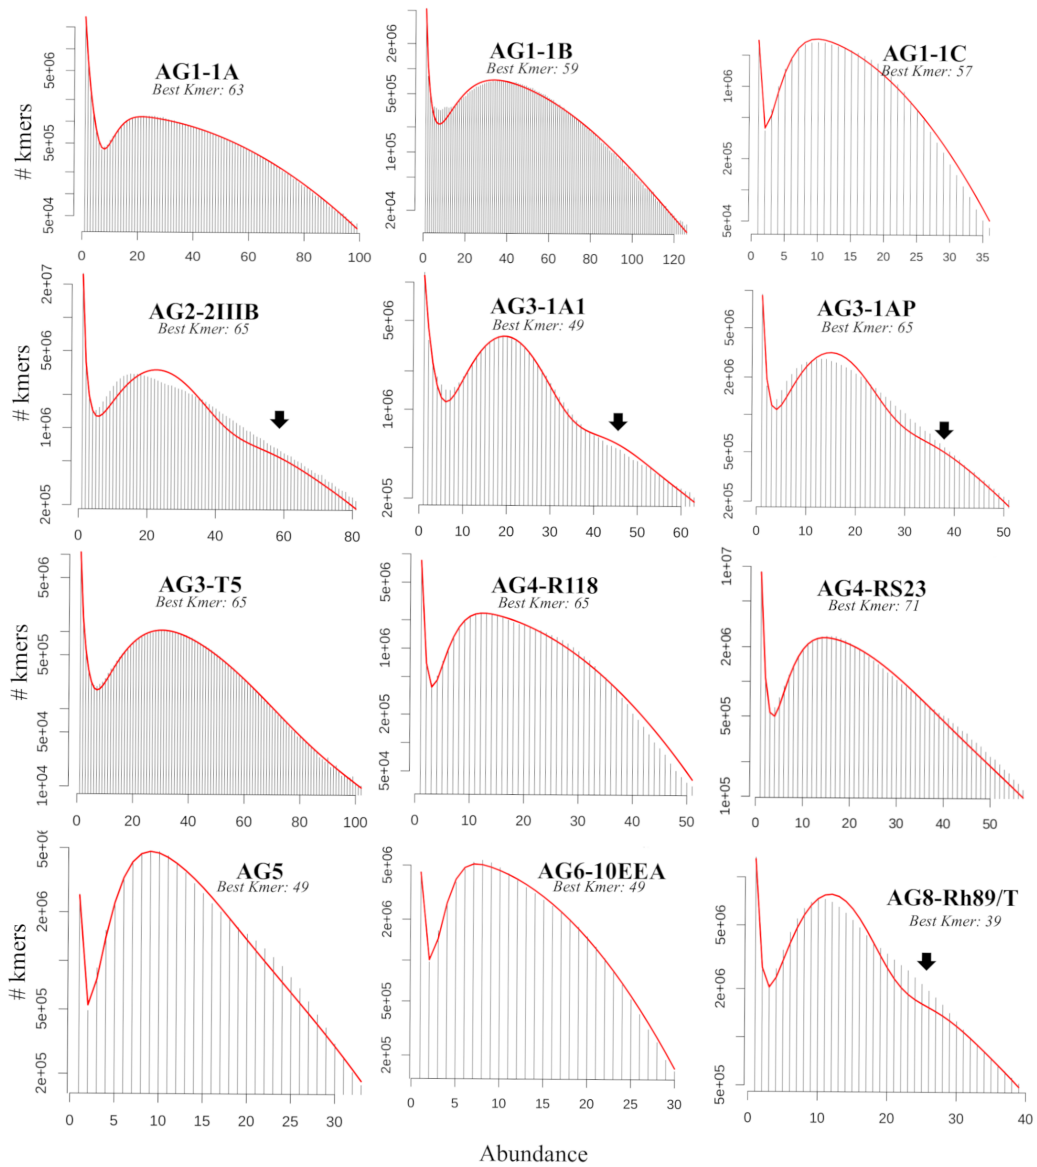 AG1-1A
Best Kmer: 63
# kmers
5e+06
5e+05
5e+04
0 20 40 60 80 100
AG1-1B
Best Kmer: 59
2e+06
5e+05
1e+05
2e+04
0 20 40 60 80 100 120
AG1-1C
Best Kmer: 57
1e+06
2e+05
5e+04
0 5 10 15 20 25 30 35
AG2-2IIIB
Best Kmer: 65
# kmers
2e+07
5e+06
1e+06
2e+05
0 20 40 60 80
AG3-1A1
Best Kmer: 49
5e+06
1e+06
2e+05
0 10 20 30 40 50 60
AG3-1AP
Best Kmer: 65
5e+06
2e+06
5e+05
2e+05
0 10 20 30 40 50
AG3-T5
Best Kmer: 65
# kmers
5e+06
5e+05
5e+04
1e+04
0 20 40 60 80 100
AG4-R118
Best Kmer: 65
5e+06
1e+06
2e+05
5e+04
0 10 20 30 40 50
AG4-RS23
Best Kmer: 71
1e+07
2e+06
5e+05
1e+05
0 10 20 30 40 50
AG5
Best Kmer: 49
# kmers
2e+06
5e+05
2e+05
0 5 10 15 20 25 30
AG6-10EEA
Best Kmer: 49
5e+06
2e+06
5e+05
2e+05
0 5 10 15 20 25 30
AG8-Rh89/T
Best Kmer: 39
5e+06
2e+06
5e+05
0 10 20 30 40
Abundance